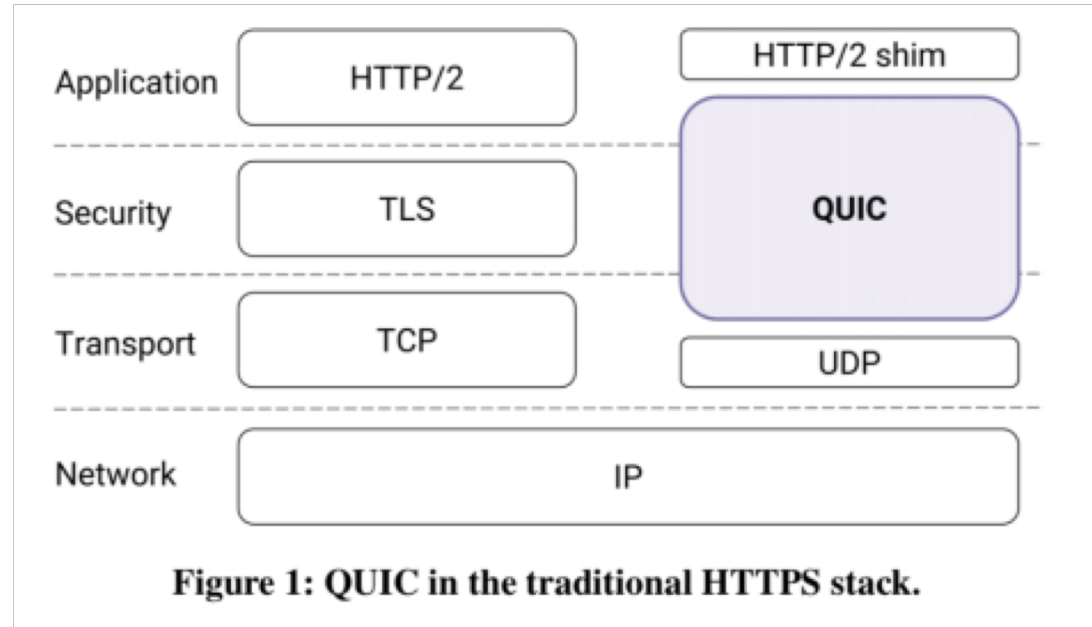 Application
HTTP/2
HTTP/2 shim
Security
TLS
QUIC
Transport
TCP
UDP
Network
IP
Figure 1: QUIC in the traditional HTTPS stack.